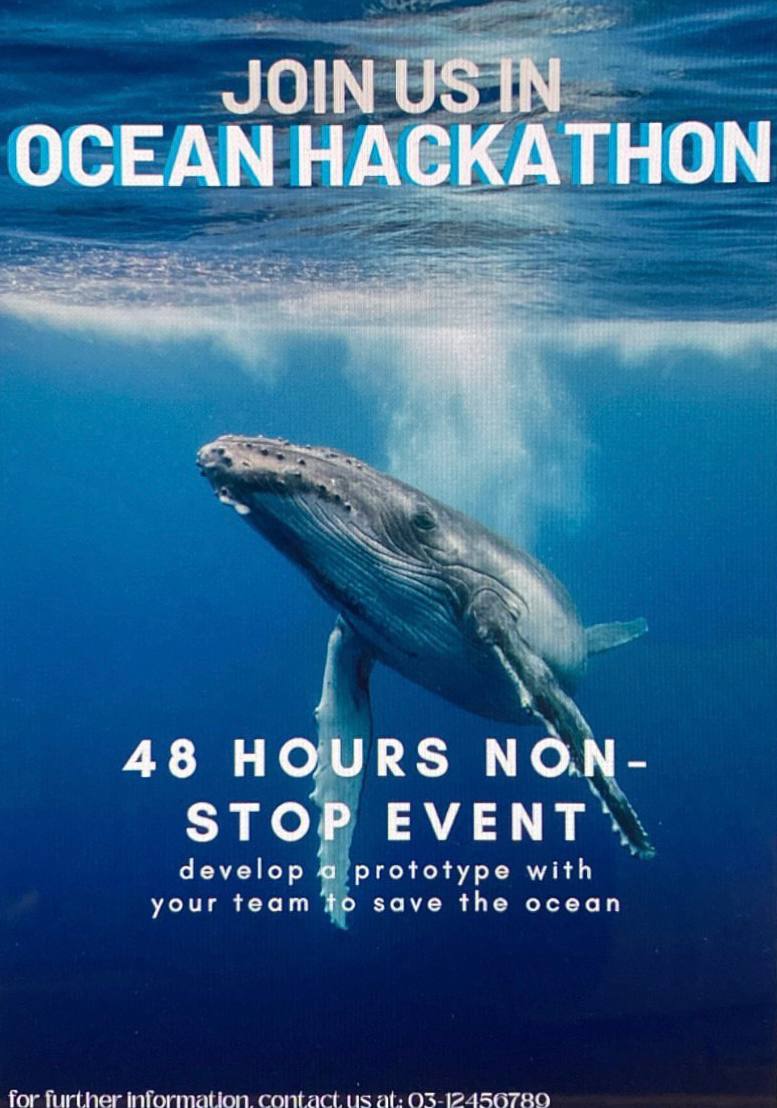 JOIN US IN
OCEAN HACKATHON
48 HOURS NON-
STOP EVENT
develop a prototype with
your team to save the ocean
for further information, contact us at: 03-12456789